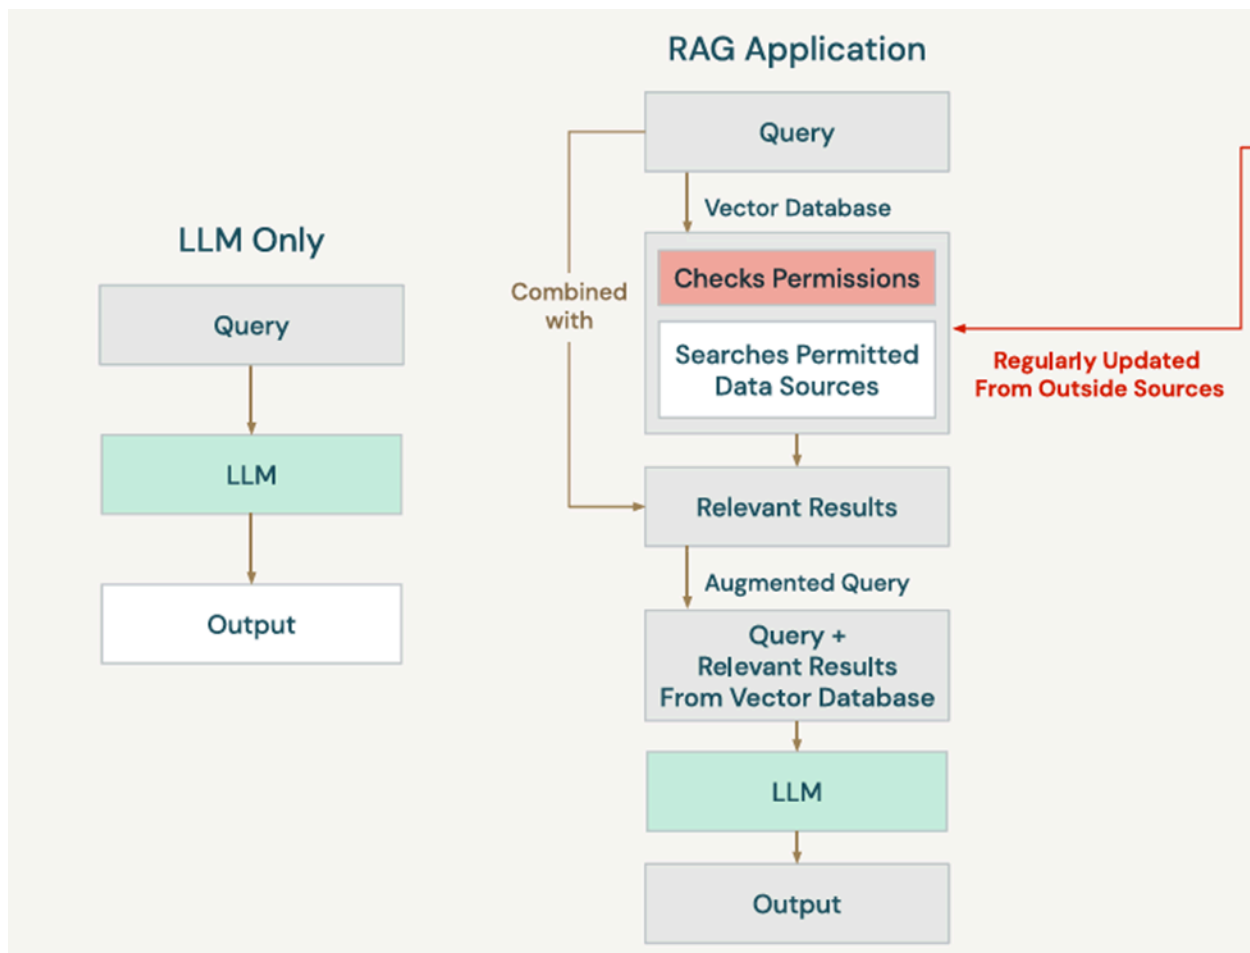 LLM Only
Query
LLM
Output
RAG Application
Query
Vector Database
Checks Permissions
Searches Permitted
Data Sources
Combined
with
Regularly Updated
From Outside Sources
Relevant Results
Augmented Query
Query +
Relevant Results
From Vector Database
LLM
Output